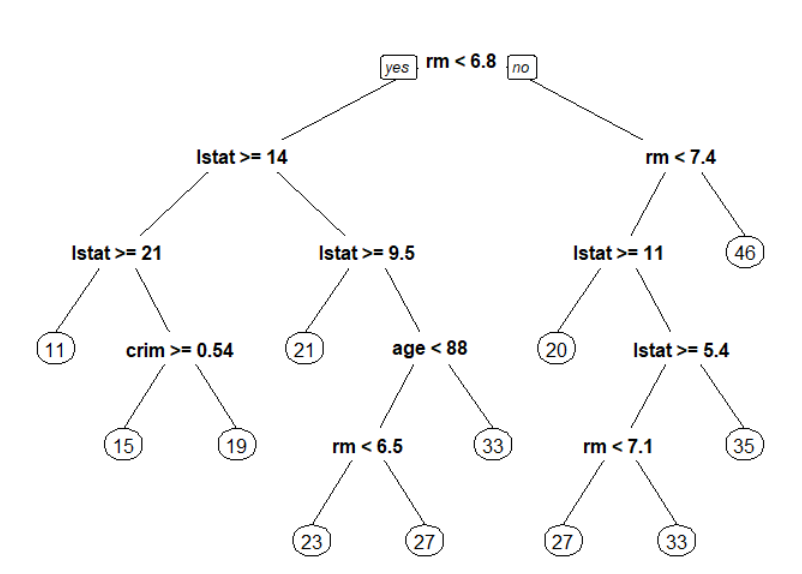 yes rm < 6.8 no
lstat >= 14 rm < 7.4
lstat >= 21 lstat >= 9.5 lstat >= 11 46
11 crim >= 0.54 21 age < 88 20 lstat >= 5.4
15 19 rm < 6.5 33 rm < 7.1 35
23 27 27 33